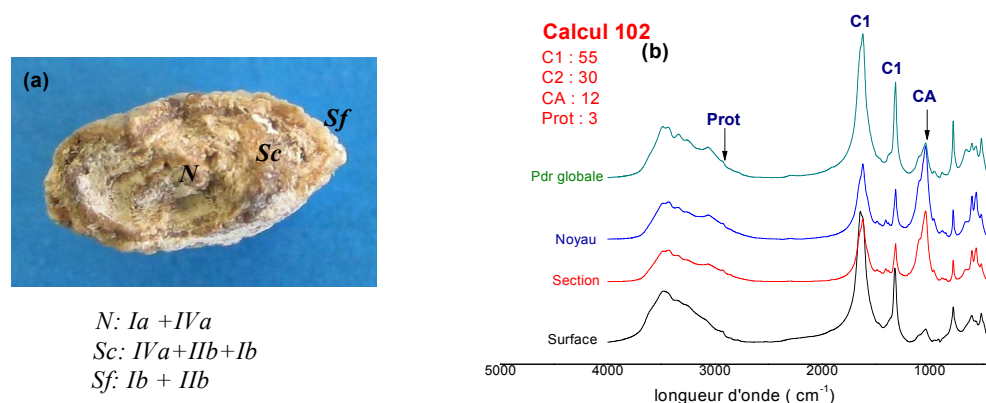 (a)
Sf
Sc
N
N: Ia +IVa
Sc: IVa+IIb+Ib
Sf: Ib + IIb
Calcul 102
(b)
C1 : 55
C2 : 30
CA : 12
Prot : 3
C1
C1
CA
Prot
Pdr globale
Noyau
Section
Surface
5000 4000 3000 2000 1000
longueur d'onde ( cm⁻¹)